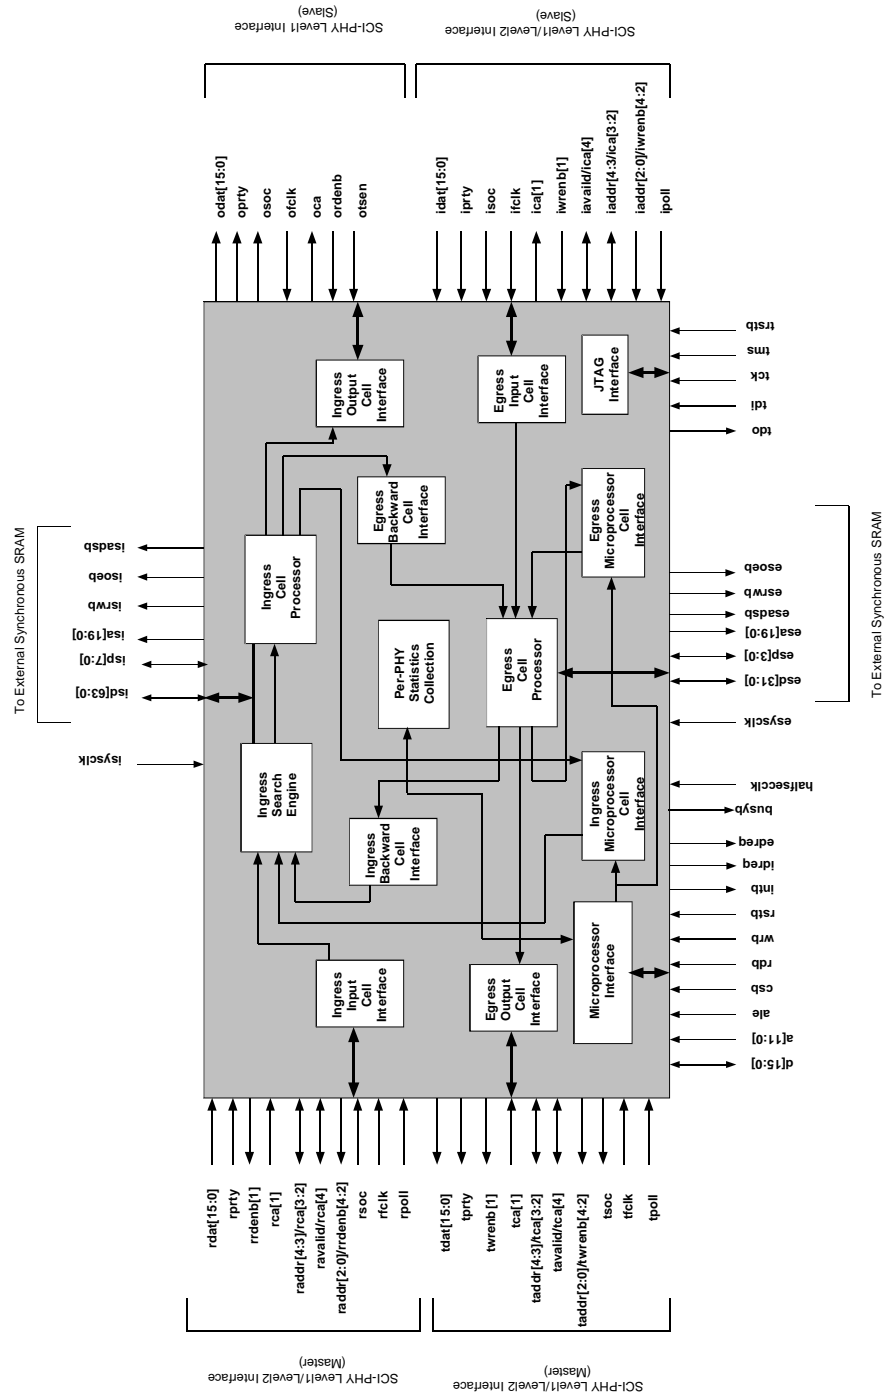 SCI-PHY Level1 Interface
(Slave)
SCI-PHY Level1/Level2 Interface
(Slave)
odat[15:0]
oprty
osoc
ofclk
oca
ordenb
otsen
idat[15:0]
iprty
isoc
ifclk
ica[1]
iwrenb[1]
iavaild/ica[4]
iaddr[4:3/ica[3:2]
iaddr[2:0]/iwrenb[4:2]
ipoll
trstb
tms
tck
tdi
tdo
Ingress
Output
Cell
Interface
Egress
Input
Cell
Interface
JTAG
Interface
To External Synchronous SRAM
isadsb
isoeb
isrwb
isa[19:0]
isp[7:0]
isd[63:0]
isysclk
Ingress
Cell
Processor
Egress
Backward
Cell
Interface
Egress
Microprocessor
Cell
Interface
Per-PHY
Statistics
Collection
Egress
Cell
Processor
esoeb
esrwb
esadsb
esa[19:0]
esp[3:0]
esd[31:0]
To External Synchronous SRAM
esysclk
halfsecclk
busyb
edreq
idreq
intb
rstb
wrb
rdb
csb
ale
a[11:0]
d[15:0]
Ingress
Search
Engine
Ingress
Backward
Cell
Interface
Ingress
Microprocessor
Cell
Interface
Ingress
Input
Cell
Interface
Egress
Output
Cell
Interface
Microprocessor
Interface
rdat[15:0]
rprty
rrdenb[1]
rca[1]
raddr[4:3]/rca[3:2]
ravalid/rca[4]
raddr[2:0]/rrdenb[4:2]
rsoc
rfclk
rpoll
tdat[15:0]
tprty
twrenb[1]
tca[1]
taddr[4:3]/tca[3:2]
tavalid/tca[4]
taddr[2:0]/twrenb[4:2]
tsoc
tfclk
tpoll
SCI-PHY Level1/Level2 Interface
(Master)
SCI-PHY Level1/Level2 Interface
(Master)